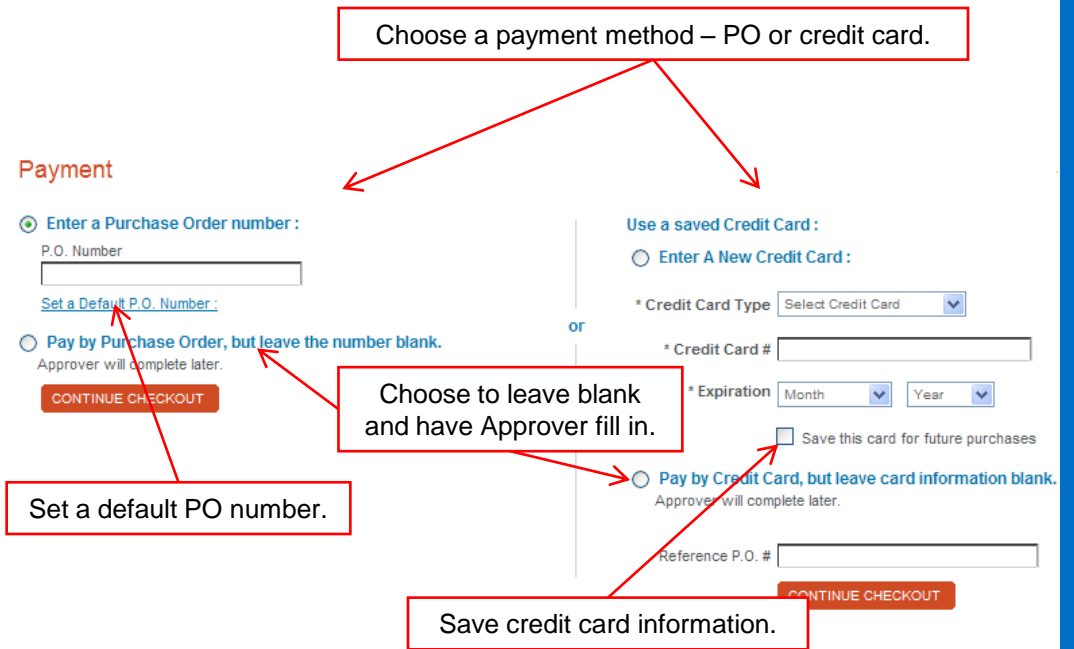 Choose a payment method – PO or credit card.
Payment
Enter a Purchase Order number :
P.O. Number
Set a Default P.O. Number :
Pay by Purchase Order, but leave the number blank.
Approver will complete later.
CONTINUE CHECKOUT
or
Use a saved Credit Card :
Enter A New Credit Card :
* Credit Card Type Select Credit Card
* Credit Card #
* Expiration Month Year
Save this card for future purchases
Pay by Credit Card, but leave card information blank.
Approver will complete later.
Reference P.O. #
CONTINUE CHECKOUT
Choose to leave blank
and have Approver fill in.
Set a default PO number.
Save credit card information.